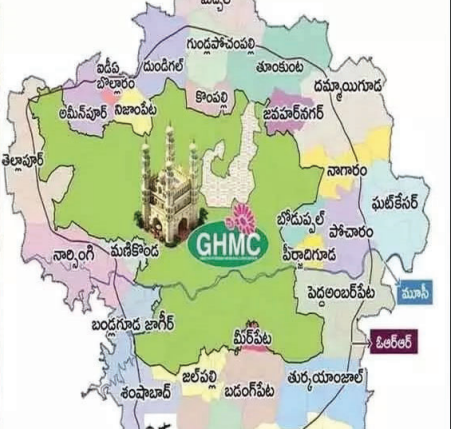 గుండ్లపోచంపల్లి
ఐడీఏ
బొల్లారం
దుండిగల్
తూంకుంట
అమీన్‌పూర్
నిజాంపేట
కొంపల్లి
జవహర్‌నగర్
దమ్మాయిగూడ
తెల్లాపూర్
నాగారం
ఘట్‌కేసర్
బోడుప్పల్
పోచారం
GHMC
పీర్జాదిగూడ
నార్సింగి
మణికొండ
పెద్దఅంబర్‌పేట
మూసీ
బండ్లగూడ జాగీర్
మీర్‌పేట
ఓఆర్ఆర్
శంషాబాద్
జల్‌పల్లి
బడంగ్‌పేట
తుర్కయాంజాల్